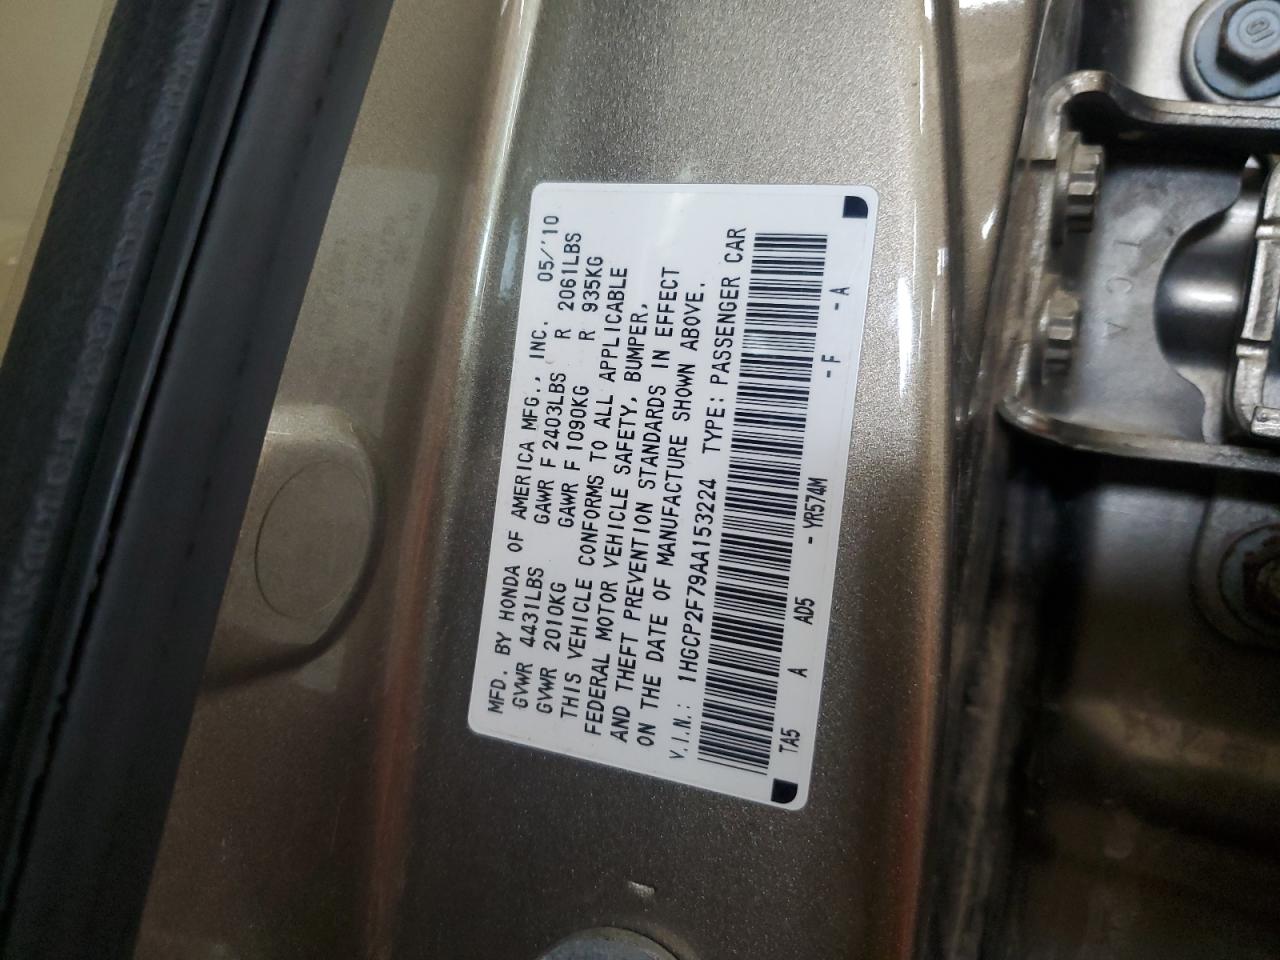 MFD. BY HONDA OF AMERICA MFG., INC. 05/'10
GVWR 4431LBS GAWR F 2403LBS R 2061LBS
GVWR 2010KG GAWR F 1090KG R 935KG
THIS VEHICLE CONFORMS TO ALL APPLICABLE
FEDERAL MOTOR VEHICLE SAFETY, BUMPER,
AND THEFT PREVENTION STANDARDS IN EFFECT
ON THE DATE OF MANUFACTURE SHOWN ABOVE.
V.I.N.: 1HGCP2F79AA153224 TYPE: PASSENGER CAR
TA5 A AD5 - YR574M - F - A